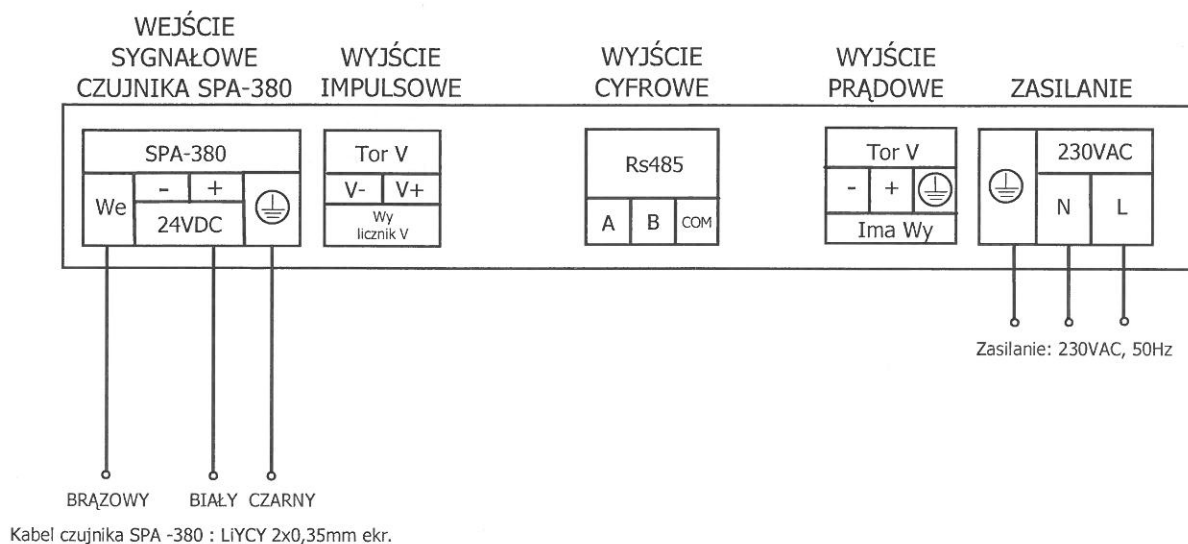 WEJŚCIE
SYGNAŁOWE
CZUJNIKA SPA-380
WYJŚCIE
IMPULSOWE
WYJŚCIE
CYFROWE
WYJŚCIE
PRĄDOWE
ZASILANIE
SPA-380
We
- +
24VDC
Tor V
V- V+
Wy
licznik V
Rs485
A B COM
Tor V
- +
Ima Wy
230VAC
N L
Zasilanie: 230VAC, 50Hz
BRĄZOWY BIAŁY CZARNY
Kabel czujnika SPA -380 : LiYCY 2x0,35mm ekr.